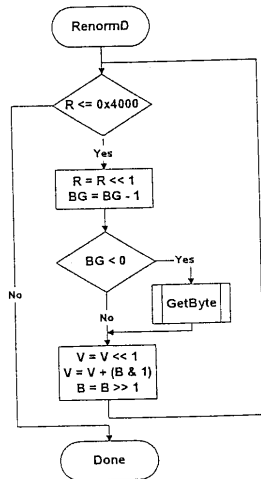 RenormD
R <= 0x4000
Yes
R = R << 1
BG = BG - 1
BG < 0
Yes
GetByte
No
No
V = V << 1
V = V + (B & 1)
B = B >> 1
Done